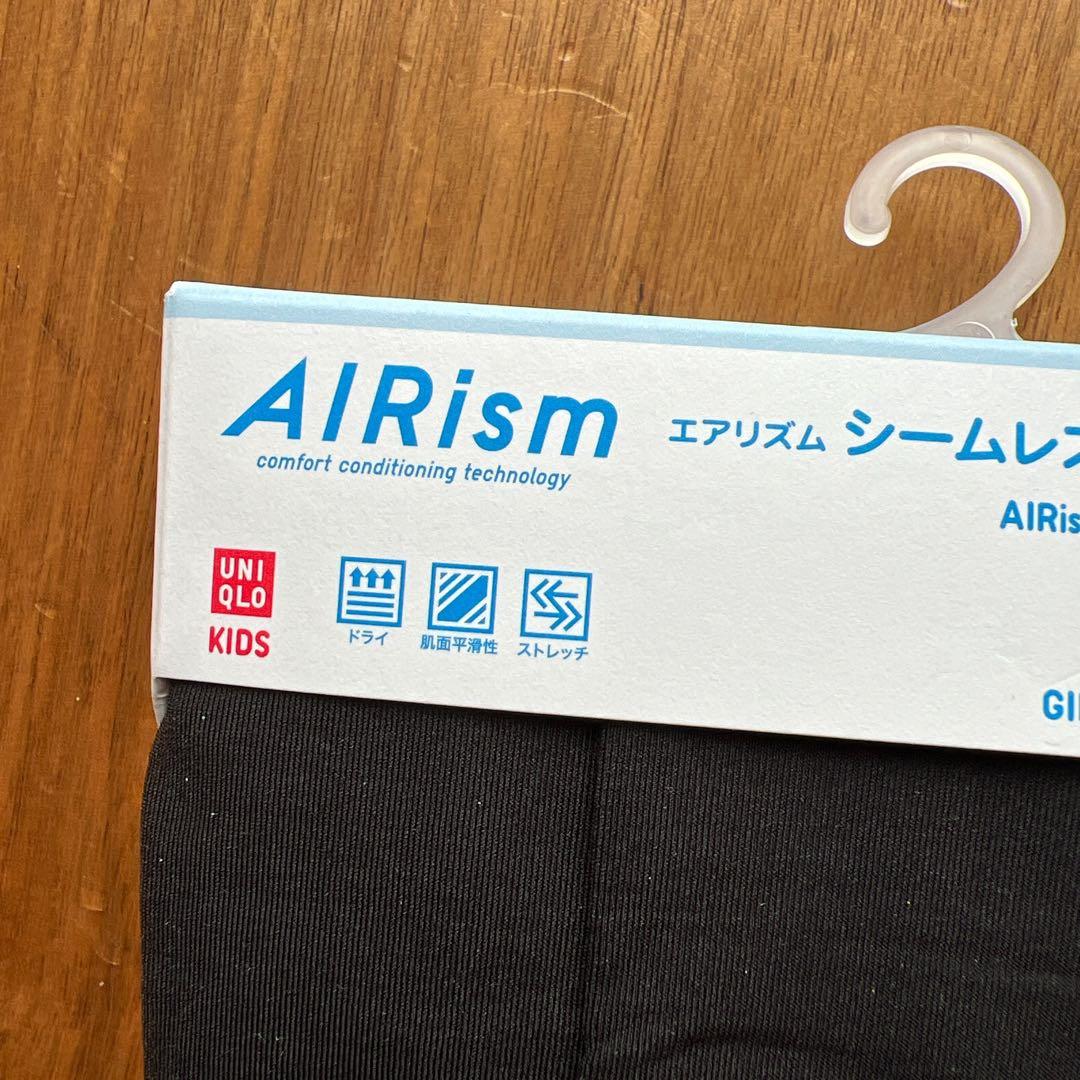 AIRism
comfort conditioning technology
エアリズム シームレ
UNI
QLO
KIDS
ドライ
肌面平滑性
ストレッチ